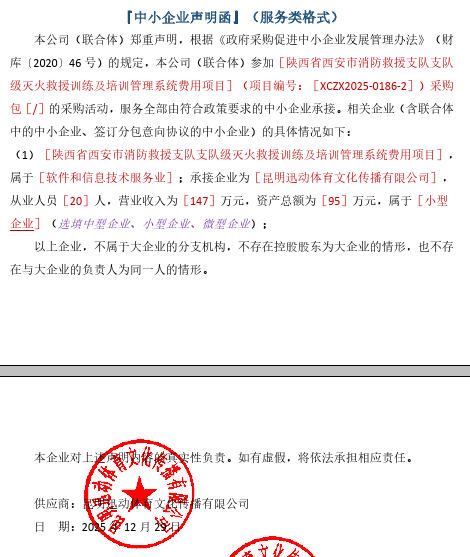 『中小企业声明函』（服务类格式）
本公司（联合体）郑重声明，根据《政府采购促进中小企业发展管理办法》（财
库〔2020〕46 号）的规定，本公司（联合体）参加［陕西省西安市消防救援支队支队
级灭火救援训练及培训管理系统费用项目］（项目编号：［XCZX2025-0186-2］）采购
包［/］的采购活动，服务全部由符合政策要求的中小企业承接。相关企业（含联合体
中的中小企业、签订分包意向协议的中小企业）的具体情况如下：
（1）［陕西省西安市消防救援支队支队级灭火救援训练及培训管理系统费用项目］，
属于［软件和信息技术服务业］；承接企业为［昆明迅动体育文化传播有限公司］，
从业人员［20］人，营业收入为［147］万元，资产总额为［95］万元，属于［小型
企业］（选填中型企业、小型企业、微型企业）；
以上企业，不属于大企业的分支机构，不存在控股股东为大企业的情形，也不存
在与大企业的负责人为同一人的情形。
本企业对上述声明内容的真实性负责。如有虚假，将依法承担相应责任。
供应商：昆明迅动体育文化传播有限公司
日　期：2025 年 12 月 29 日
昆明迅动体育文化传播有限公司